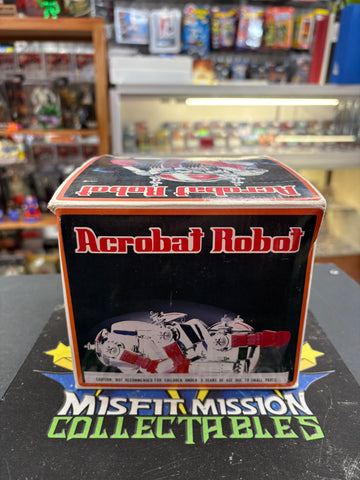 Acrobat Robot
Acrobat Robot
CAUTION: NOT RECOMMENDED FOR CHILDREN UNDER 3 YEARS OF AGE DUE TO SMALL PARTS.
MISFIT MISSION
COLLECTABLES